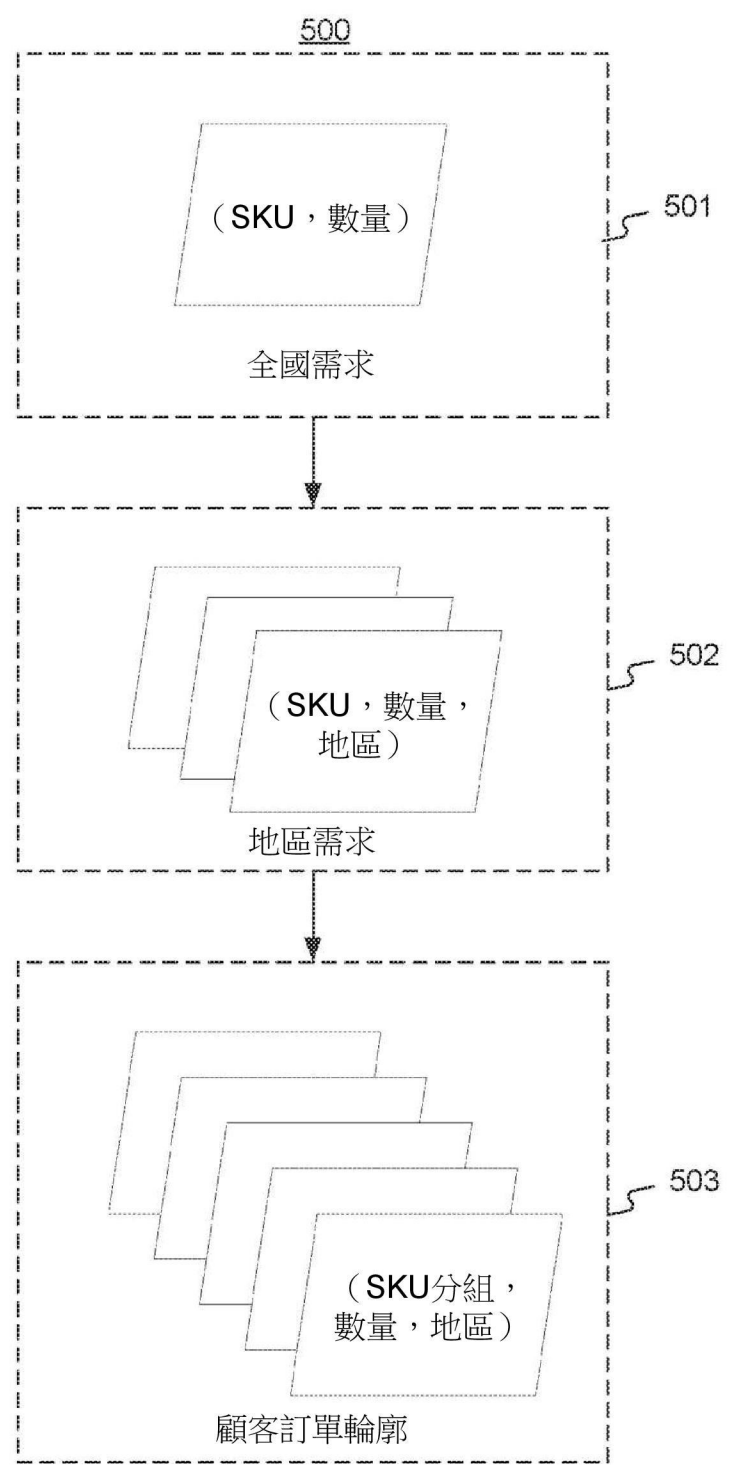 500
（SKU，數量）
501
全國需求
502
（SKU，數量，
地區）
地區需求
503
（SKU分組，
數量，地區）
顧客訂單輪廓